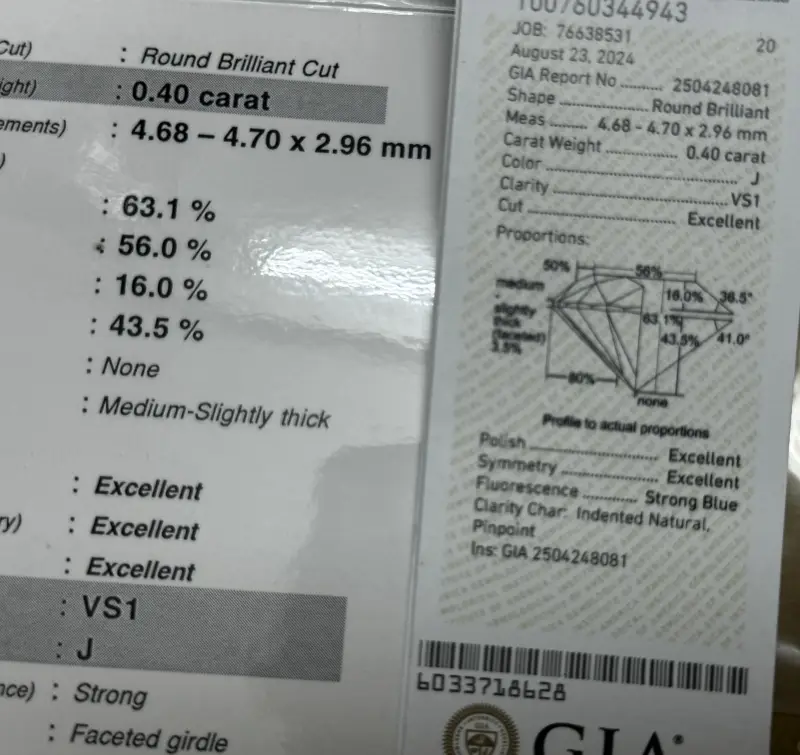 Cut) : Round Brilliant Cut
ight) : 0.40 carat
ements) : 4.68 – 4.70 x 2.96 mm
)
: 63.1 %
: 56.0 %
: 16.0 %
: 43.5 %
: None
: Medium-Slightly thick
: Excellent
ry) : Excellent
: Excellent
: VS1
: J
nce) : Strong
: Faceted girdle
100760344943
JOB: 76638531
20
August 23, 2024
GIA Report No ......... 2504248081
Shape .................. Round Brilliant
Meas ........ 4.68 - 4.70 x 2.96 mm
Carat Weight ............... 0.40 carat
Color ........................................ J
Clarity .................................... VS1
Cut ............................... Excellent
Proportions:
50% 56%
medium 16.0% 36.5°
-
slightly
thick 63.1%
(faceted) 43.5% 41.0°
3.5%
80%
none
Profile to actual proportions
Polish ........................... Excellent
Symmetry .................... Excellent
Fluorescence ............ Strong Blue
Clarity Char: Indented Natural,
Pinpoint
Ins: GIA 2504248081
6033718628
GIA®